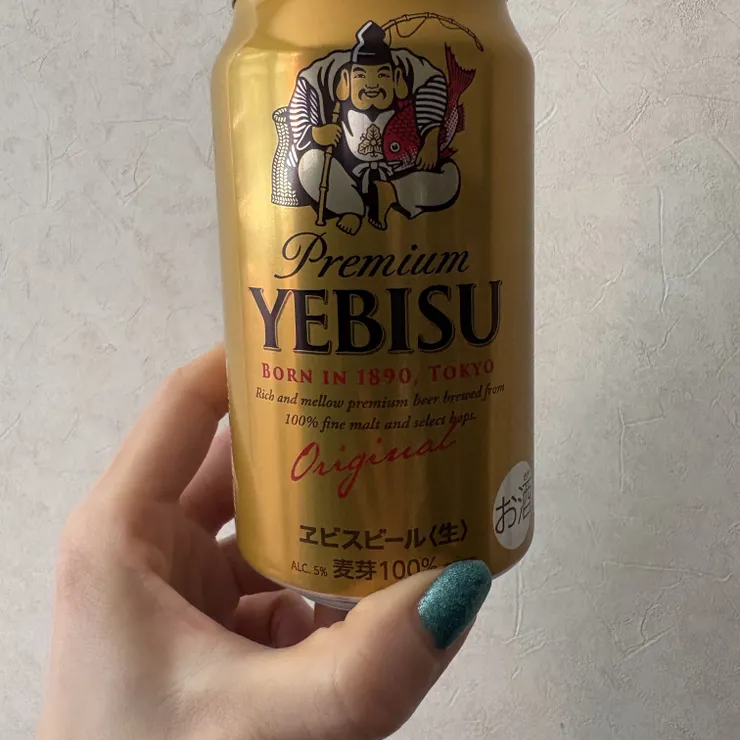 Premium
YEBISU
BORN IN 1890, TOKYO
Rich and mellow premium beer brewed from
100% fine malt and select hops.
Original
お酒
ヱビスビール〈生〉
ALC. 5% 麦芽100%